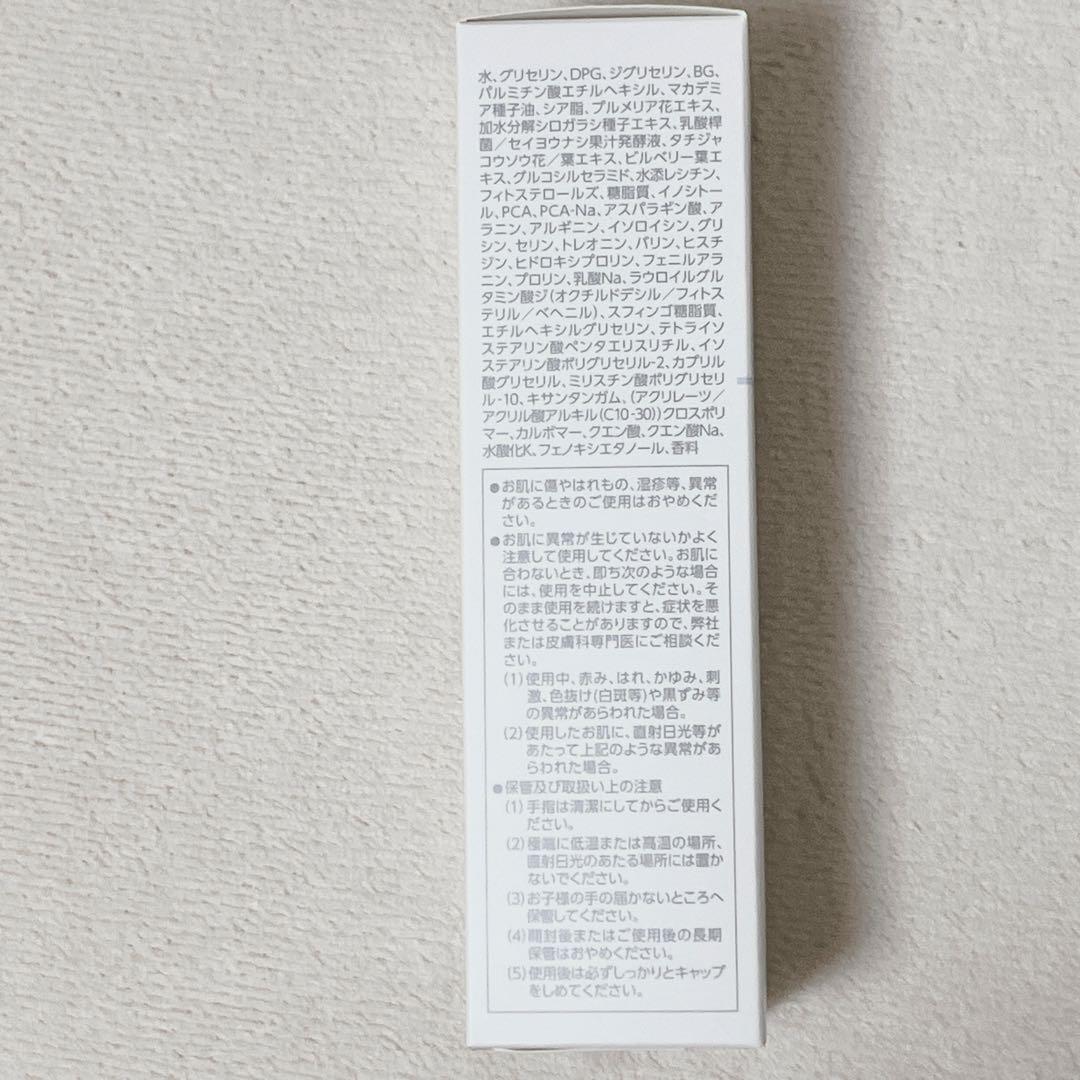 水、グリセリン、DPG、ジグリセリン、BG、
パルミチン酸エチルヘキシル、マカデミ
ア種子油、シア脂、プルメリア花エキス、
加水分解シロガラシ種子エキス、乳酸桿
菌／セイヨウナシ果汁発酵液、タチジャ
コウソウ花／葉エキス、ビルベリー葉エ
キス、グルコシルセラミド、水添レシチン、
フィトステロールズ、糖脂質、イノシトー
ル、PCA、PCA-Na、アスパラギン酸、ア
ラニン、アルギニン、イソロイシン、グリ
シン、セリン、トレオニン、バリン、ヒスチ
ジン、ヒドロキシプロリン、フェニルアラ
ニン、プロリン、乳酸Na、ラウロイルグル
タミン酸ジ（オクチルドデシル／フィトス
テリル／ベヘニル）、スフィンゴ糖脂質、
エチルヘキシルグリセリン、テトライソ
ステアリン酸ペンタエリスリチル、イソ
ステアリン酸ポリグリセリル-2、カプリル
酸グリセリル、ミリスチン酸ポリグリセリ
ル-10、キサンタンガム、（アクリレーツ／
アクリル酸アルキル（C10-30））クロスポリ
マー、カルボマー、クエン酸、クエン酸Na、
水酸化K、フェノキシエタノール、香料
●お肌に傷やはれもの、湿疹等、異常
があるときのご使用はおやめくだ
さい。
●お肌に異常が生じていないかよく
注意して使用してください。お肌に
合わないとき、即ち次のような場合
には、使用を中止してください。そ
のまま使用を続けますと、症状を悪
化させることがありますので、弊社
または皮膚科専門医にご相談くだ
さい。
(1)使用中、赤み、はれ、かゆみ、刺
激、色抜け(白斑等)や黒ずみ等
の異常があらわれた場合。
(2)使用したお肌に、直射日光等が
あたって上記のような異常があ
らわれた場合。
●保管及び取扱い上の注意
(1)手指は清潔にしてからご使用く
ださい。
(2)極端に低温または高温の場所、
直射日光のあたる場所には置か
ないでください。
(3)お子様の手の届かないところへ
保管してください。
(4)開封後またはご使用後の長期
保管はおやめください。
(5)使用後は必ずしっかりとキャップ
をしめてください。